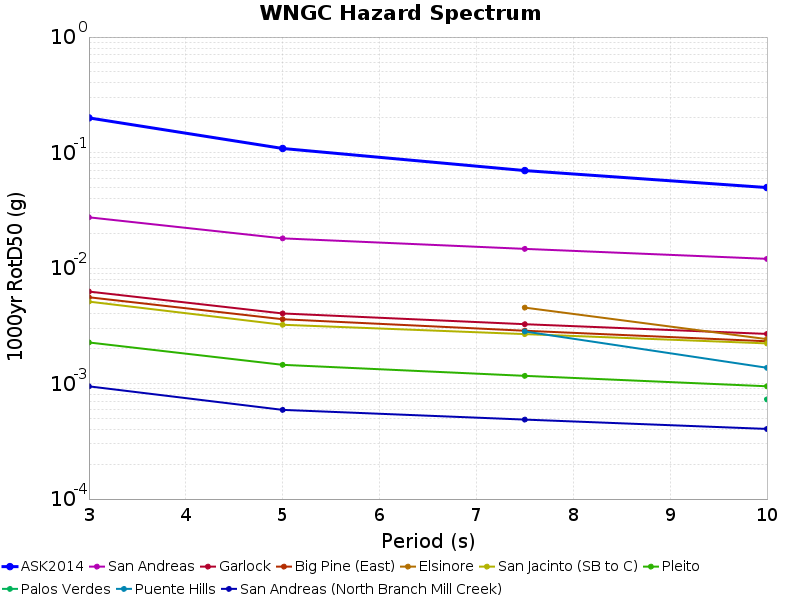 WNGC Hazard Spectrum
1000yr RotD50 (g)
10^0
10^-1
10^-2
10^-3
10^-4
3 4 5 6 7 8 9 10
Period (s)
ASK2014 San Andreas Garlock Big Pine (East) Elsinore San Jacinto (SB to C) Pleito
Palos Verdes Puente Hills San Andreas (North Branch Mill Creek)